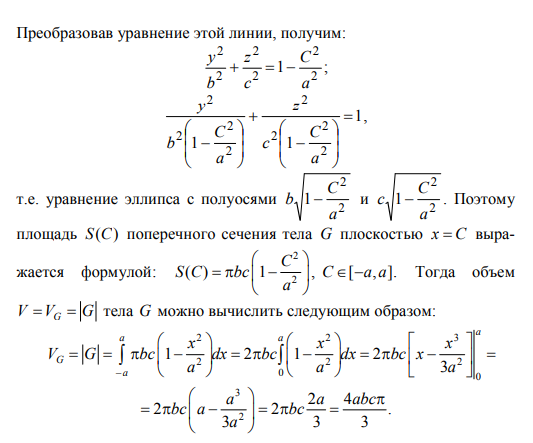 Преобразовав уравнение этой линии, получим:
y²/b² + z²/c² = 1 − C²/a²;
y²/(b²(1 − C²/a²)) + z²/(c²(1 − C²/a²)) = 1,
т.е. уравнение эллипса с полуосями b√(1 − C²/a²) и c√(1 − C²/a²). Поэтому
площадь S(C) поперечного сечения тела G плоскостью x = C выра-
жается формулой: S(C) = πbc(1 − C²/a²), C ∈ [−a, a]. Тогда объем
V = V_G = |G| тела G можно вычислить следующим образом:
V_G = |G| = ∫_{−a}^{a} πbc(1 − x²/a²)dx = 2πbc∫_{0}^{a}(1 − x²/a²)dx = 2πbc[x − x³/(3a²)]|_{0}^{a} =
= 2πbc(a − a³/(3a²)) = 2πbc 2a/3 = 4abcπ/3.